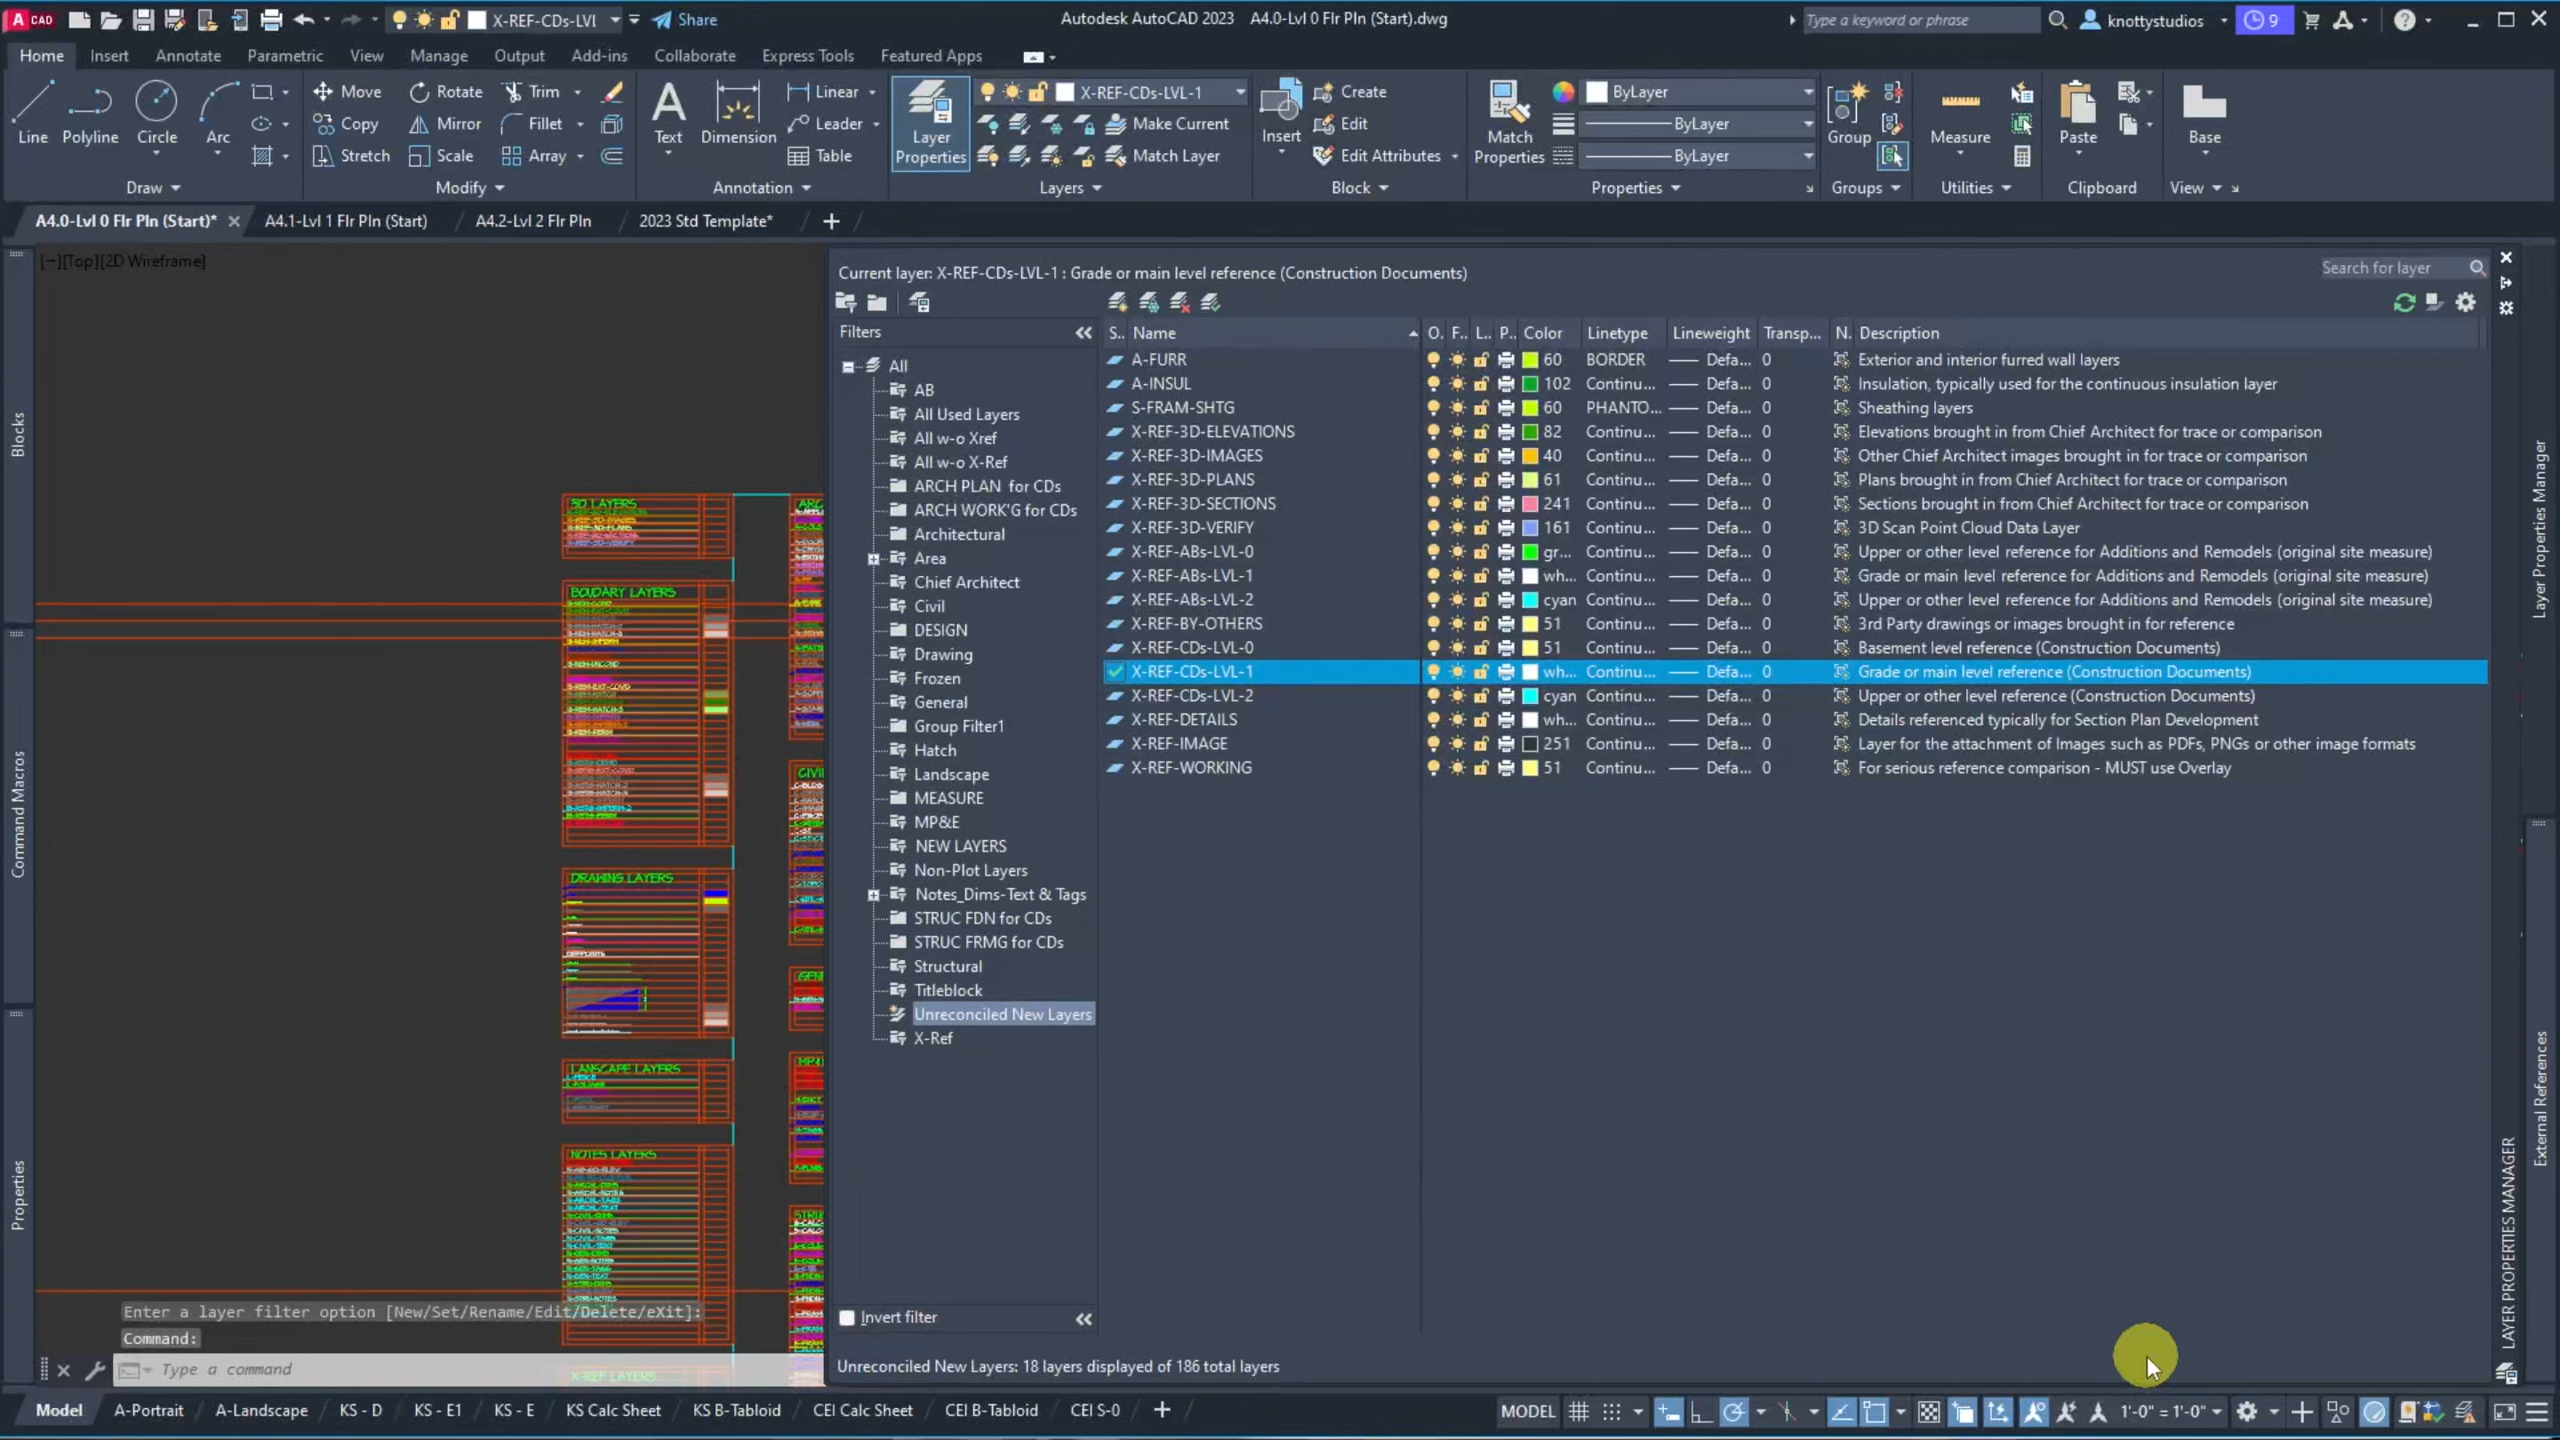 A CAD X-REF-CDs-LVI Share Autodesk AutoCAD 2023 A4.0-Lvl 0 Flr Pln (Start).dwg Type a keyword or phrase knottystudios 9
Home Insert Annotate Parametric View Manage Output Add-ins Collaborate Express Tools Featured Apps
Line Polyline Circle Arc
Move Rotate Trim
Copy Mirror Fillet
Stretch Scale Array
Text Dimension
Linear
Leader
Table
Layer Properties
X-REF-CDs-LVL-1
Make Current
Match Layer
Insert
Create
Edit
Edit Attributes
Match Properties
ByLayer
ByLayer
ByLayer
Group Measure Paste Base
Draw Modify Annotation Layers Block Properties Groups Utilities Clipboard View
A4.0-Lvl 0 Flr Pln (Start)* A4.1-Lvl 1 Flr Pln (Start) A4.2-Lvl 2 Flr Pln 2023 Std Template*
[−][Top][2D Wireframe]
Blocks
Command Macros
Properties
3D LAYERS
BOUDARY LAYERS
DRAWING LAYERS
LANSCAPE LAYERS
NOTES LAYERS
X-REF LAYERS
Current layer: X-REF-CDs-LVL-1 : Grade or main level reference (Construction Documents)
Search for layer
Filters
All
AB
All Used Layers
All w-o Xref
All w-o X-Ref
ARCH PLAN for CDs
ARCH WORK'G for CDs
Architectural
Area
Chief Architect
Civil
DESIGN
Drawing
Frozen
General
Group Filter1
Hatch
Landscape
MEASURE
MP&E
NEW LAYERS
Non-Plot Layers
Notes_Dims-Text & Tags
STRUC FDN for CDs
STRUC FRMG for CDs
Structural
Titleblock
Unreconciled New Layers
X-Ref
Invert filter
S.. Name O. F.. L.. P.. Color Linetype Lineweight Transp... N. Description
A-FURR 60 BORDER Defa... 0 Exterior and interior furred wall layers
A-INSUL 102 Continu... Defa... 0 Insulation, typically used for the continuous insulation layer
S-FRAM-SHTG 60 PHANTO... Defa... 0 Sheathing layers
X-REF-3D-ELEVATIONS 82 Continu... Defa... 0 Elevations brought in from Chief Architect for trace or comparison
X-REF-3D-IMAGES 40 Continu... Defa... 0 Other Chief Architect images brought in for trace or comparison
X-REF-3D-PLANS 61 Continu... Defa... 0 Plans brought in from Chief Architect for trace or comparison
X-REF-3D-SECTIONS 241 Continu... Defa... 0 Sections brought in from Chief Architect for trace or comparison
X-REF-3D-VERIFY 161 Continu... Defa... 0 3D Scan Point Cloud Data Layer
X-REF-ABs-LVL-0 gr... Continu... Defa... 0 Upper or other level reference for Additions and Remodels (original site measure)
X-REF-ABs-LVL-1 wh... Continu... Defa... 0 Grade or main level reference for Additions and Remodels (original site measure)
X-REF-ABs-LVL-2 cyan Continu... Defa... 0 Upper or other level reference for Additions and Remodels (original site measure)
X-REF-BY-OTHERS 51 Continu... Defa... 0 3rd Party drawings or images brought in for reference
X-REF-CDs-LVL-0 51 Continu... Defa... 0 Basement level reference (Construction Documents)
X-REF-CDs-LVL-1 wh... Continu... Defa... 0 Grade or main level reference (Construction Documents)
X-REF-CDs-LVL-2 cyan Continu... Defa... 0 Upper or other level reference (Construction Documents)
X-REF-DETAILS wh... Continu... Defa... 0 Details referenced typically for Section Plan Development
X-REF-IMAGE 251 Continu... Defa... 0 Layer for the attachment of Images such as PDFs, PNGs or other image formats
X-REF-WORKING 51 Continu... Defa... 0 For serious reference comparison - MUST use Overlay
Layer Properties Manager
External References
LAYER PROPERTIES MANAGER
Enter a layer filter option [New/Set/Rename/Edit/Delete/eXit]:
Command:
Type a command
Unreconciled New Layers: 18 layers displayed of 186 total layers
Model A-Portrait A-Landscape KS - D KS - E1 KS - E KS Calc Sheet KS B-Tabloid CEI Calc Sheet CEI B-Tabloid CEI S-0 MODEL 1'-0" = 1'-0"